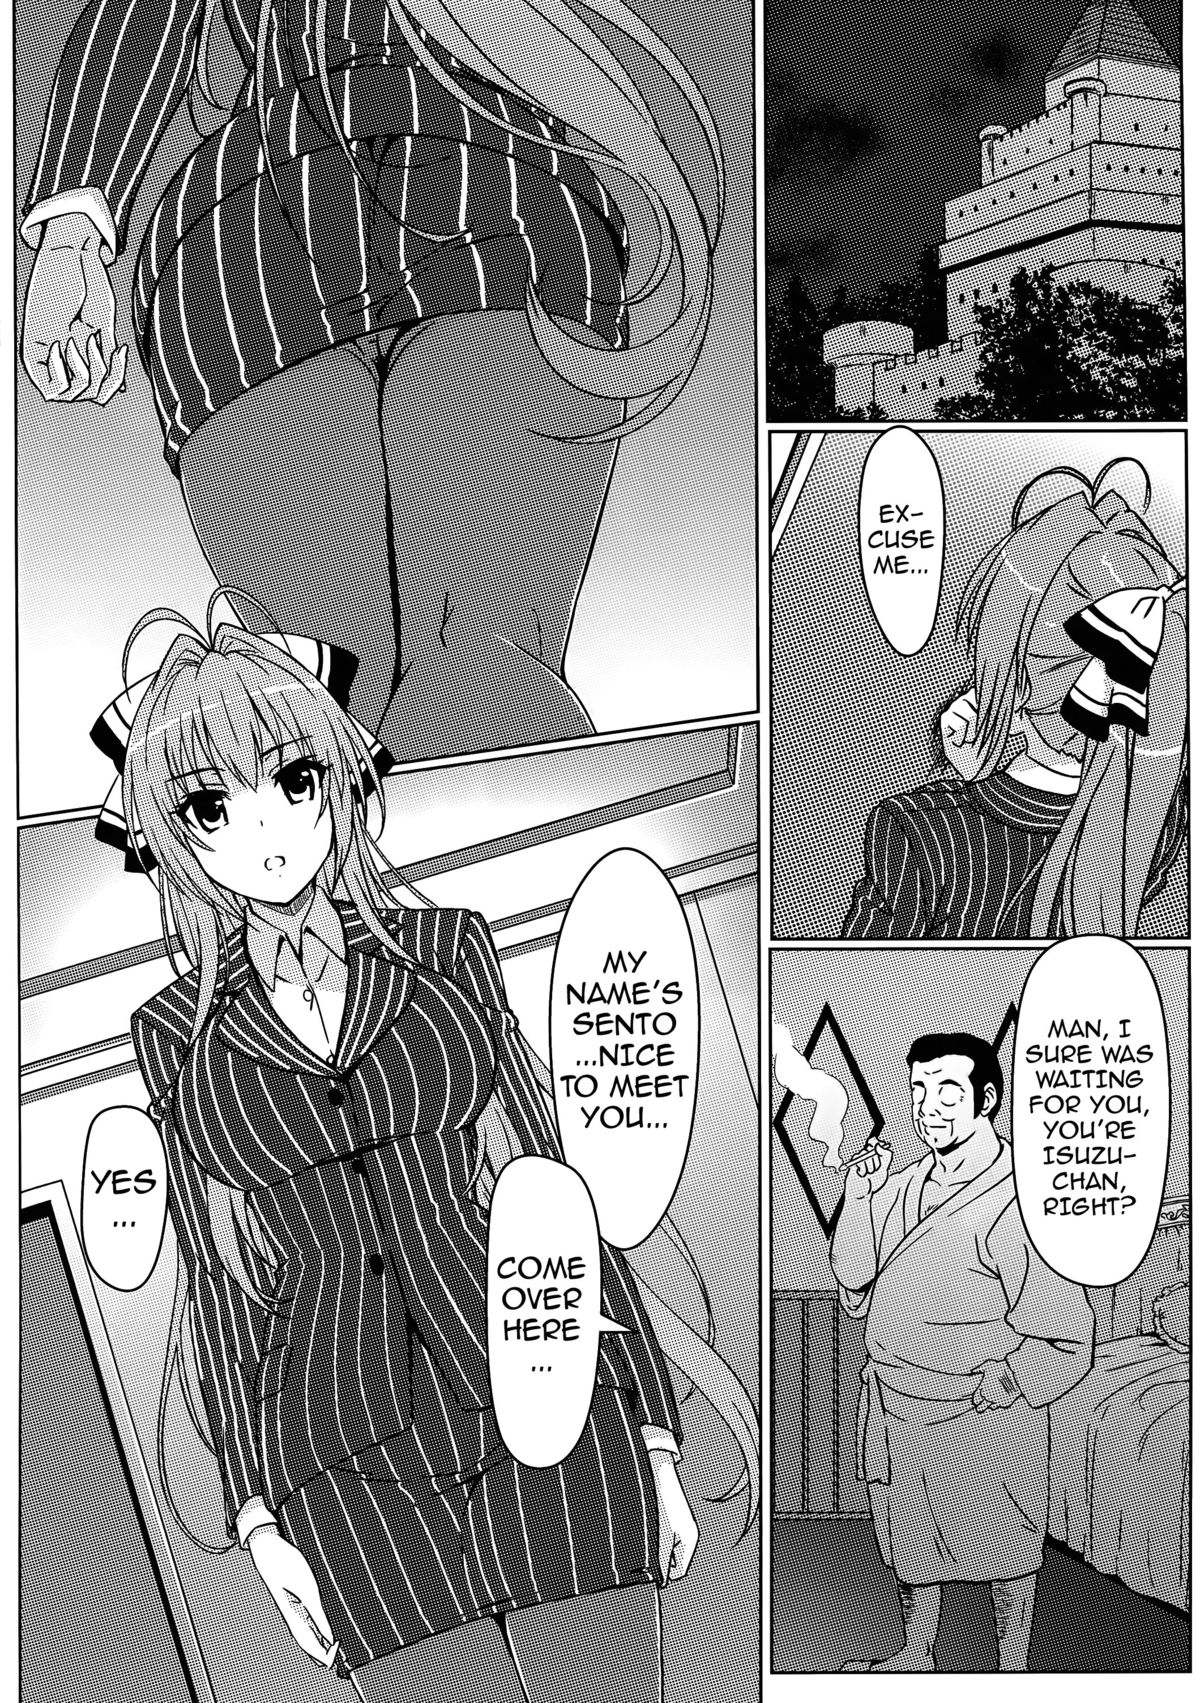 EX-
CUSE
ME...
MAN, I
SURE WAS
WAITING
FOR YOU,
YOU'RE
ISUZU-
CHAN,
RIGHT?
MY
NAME'S
SENTO
...NICE
TO MEET
YOU...
COME
OVER
HERE
...
YES
...